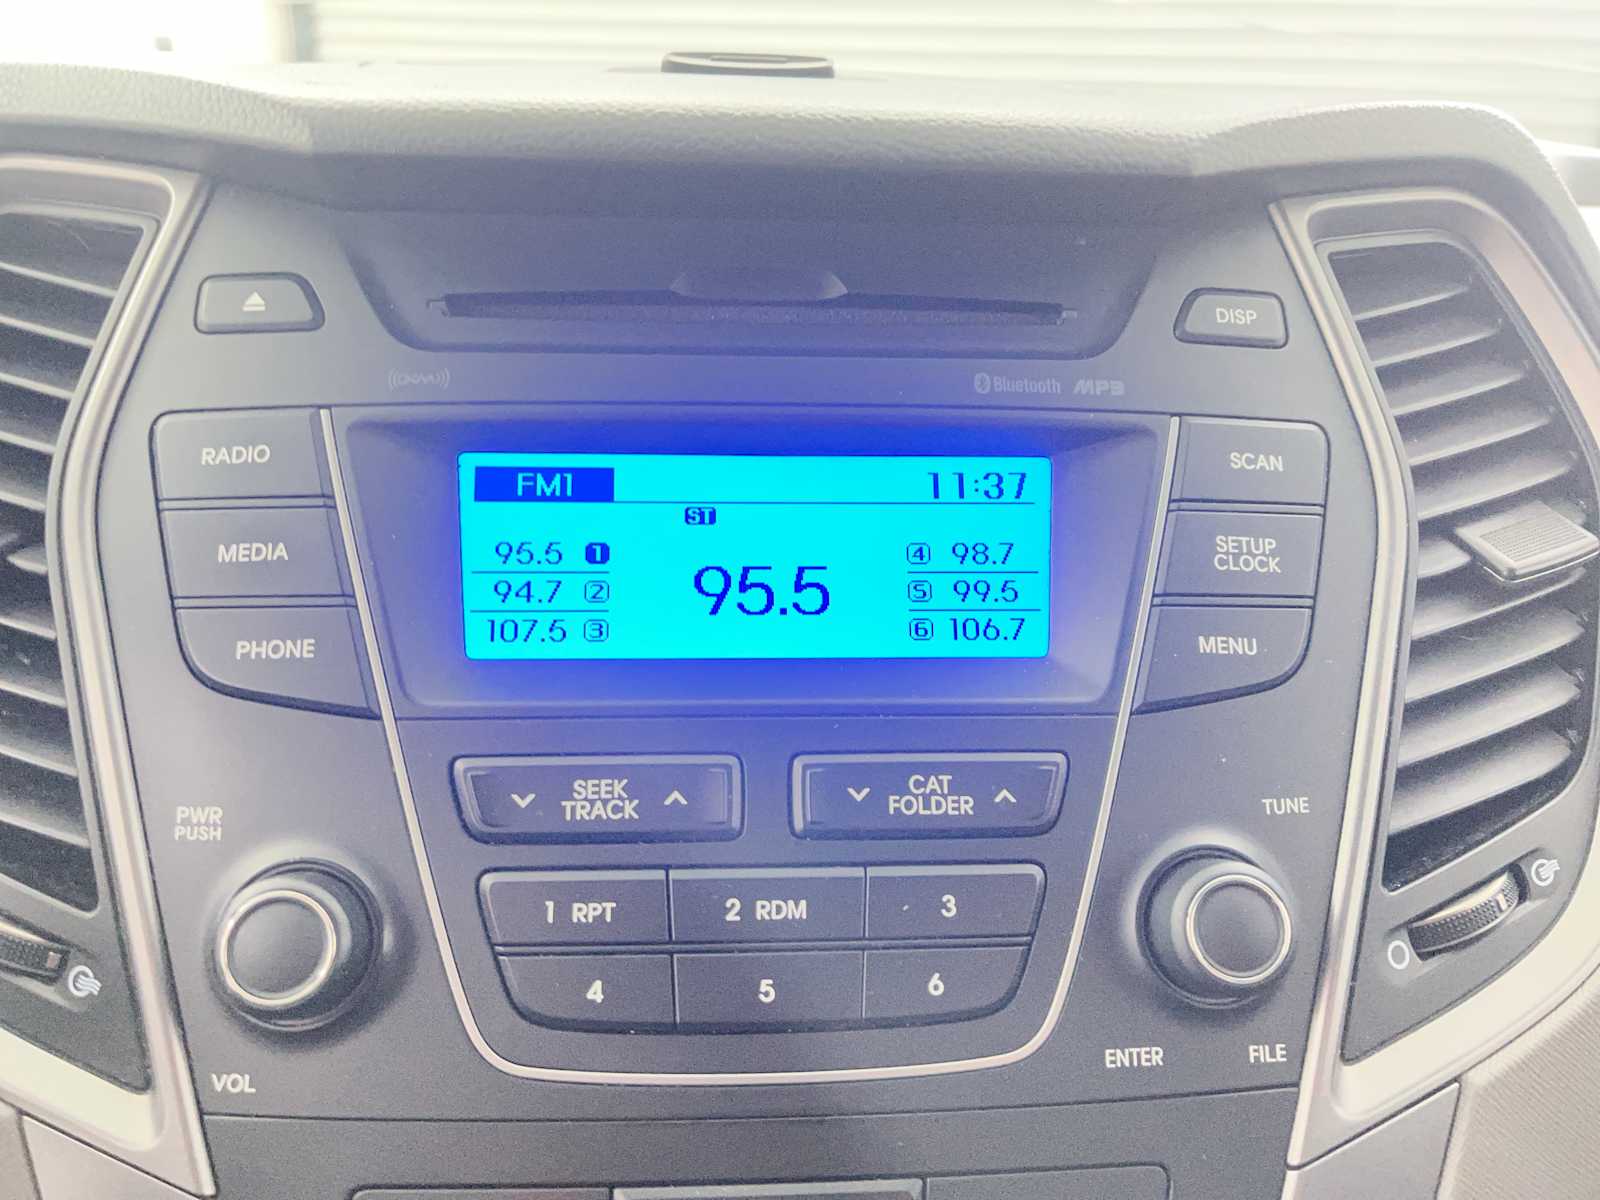 DISP
Bluetooth MP3
RADIO
MEDIA
PHONE
FM1 11:37
ST
95.5 1
94.7 2
107.5 3
95.5
4 98.7
5 99.5
6 106.7
SCAN
SETUP
CLOCK
MENU
SEEK
TRACK
CAT
FOLDER
PWR
PUSH
TUNE
1 RPT
2 RDM
3
4
5
6
VOL
ENTER
FILE